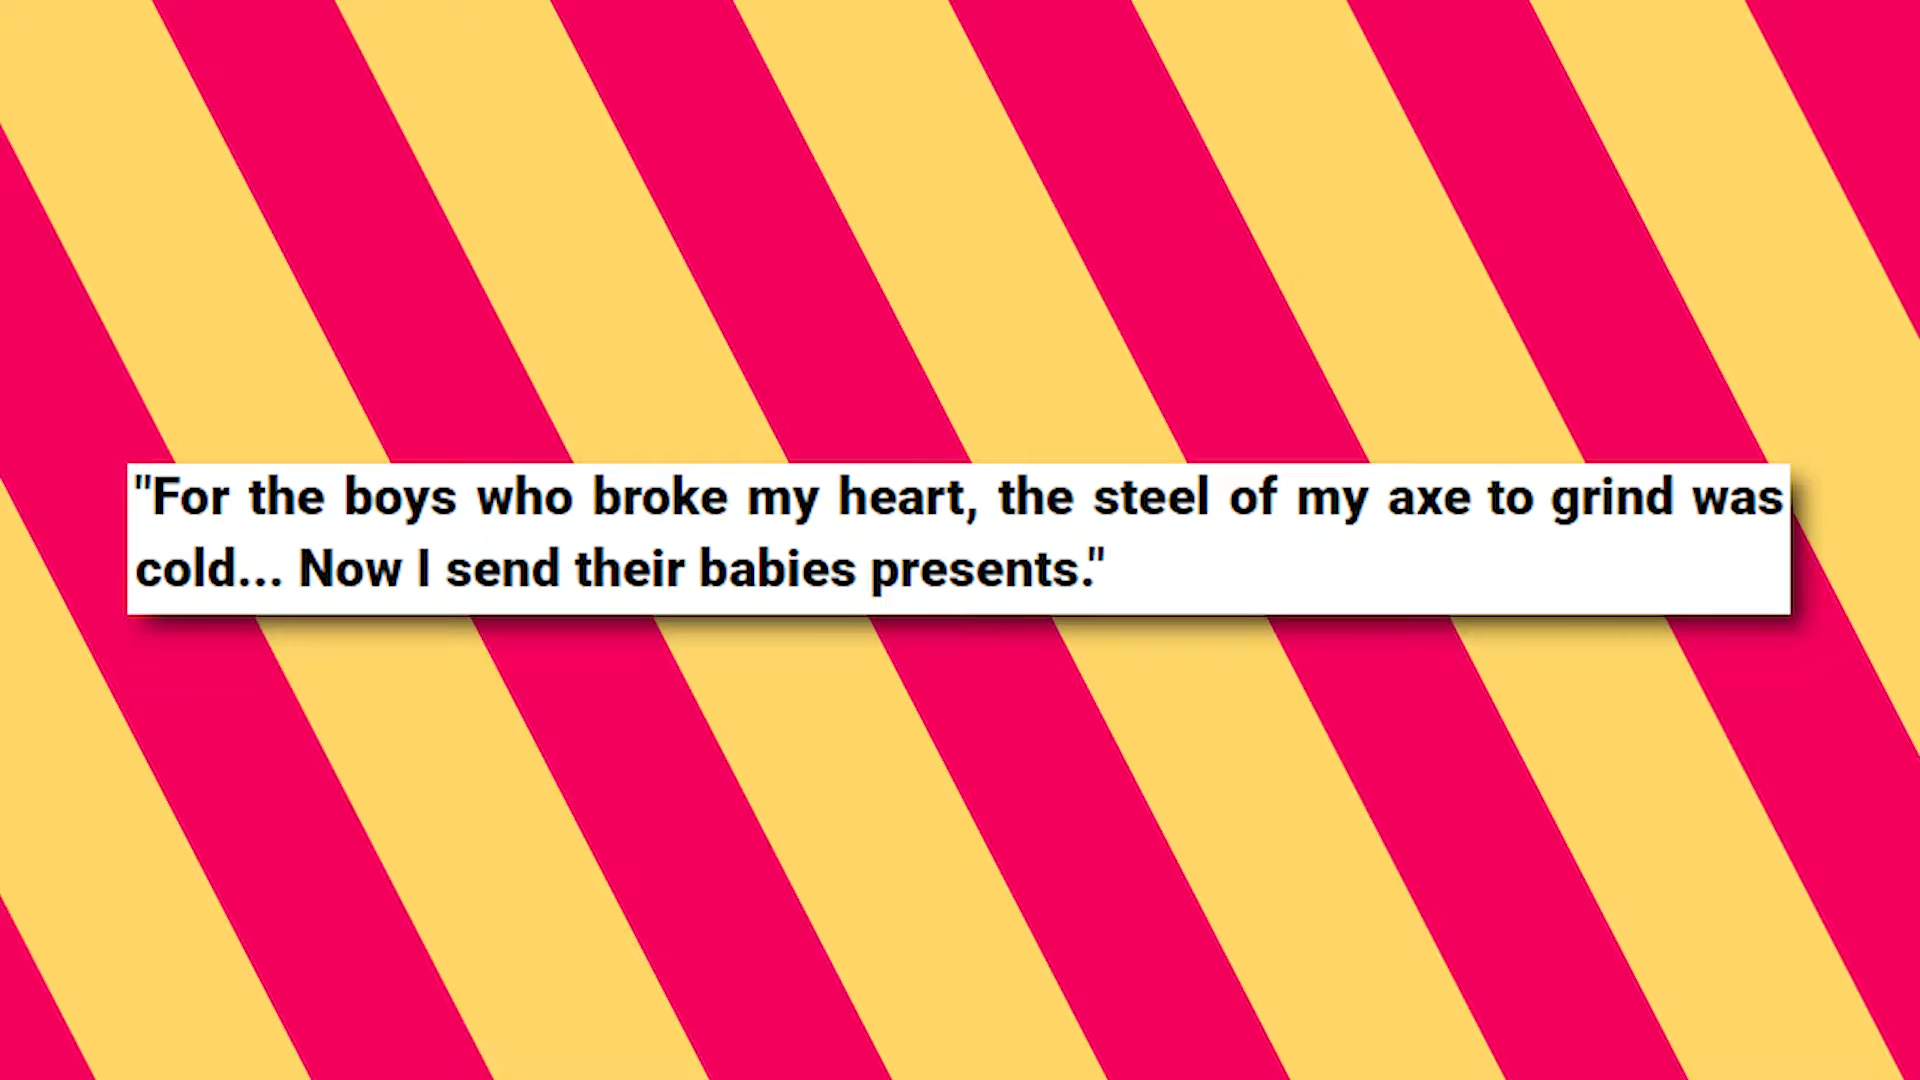 "For the boys who broke my heart, the steel of my axe to grind was
cold... Now I send their babies presents."